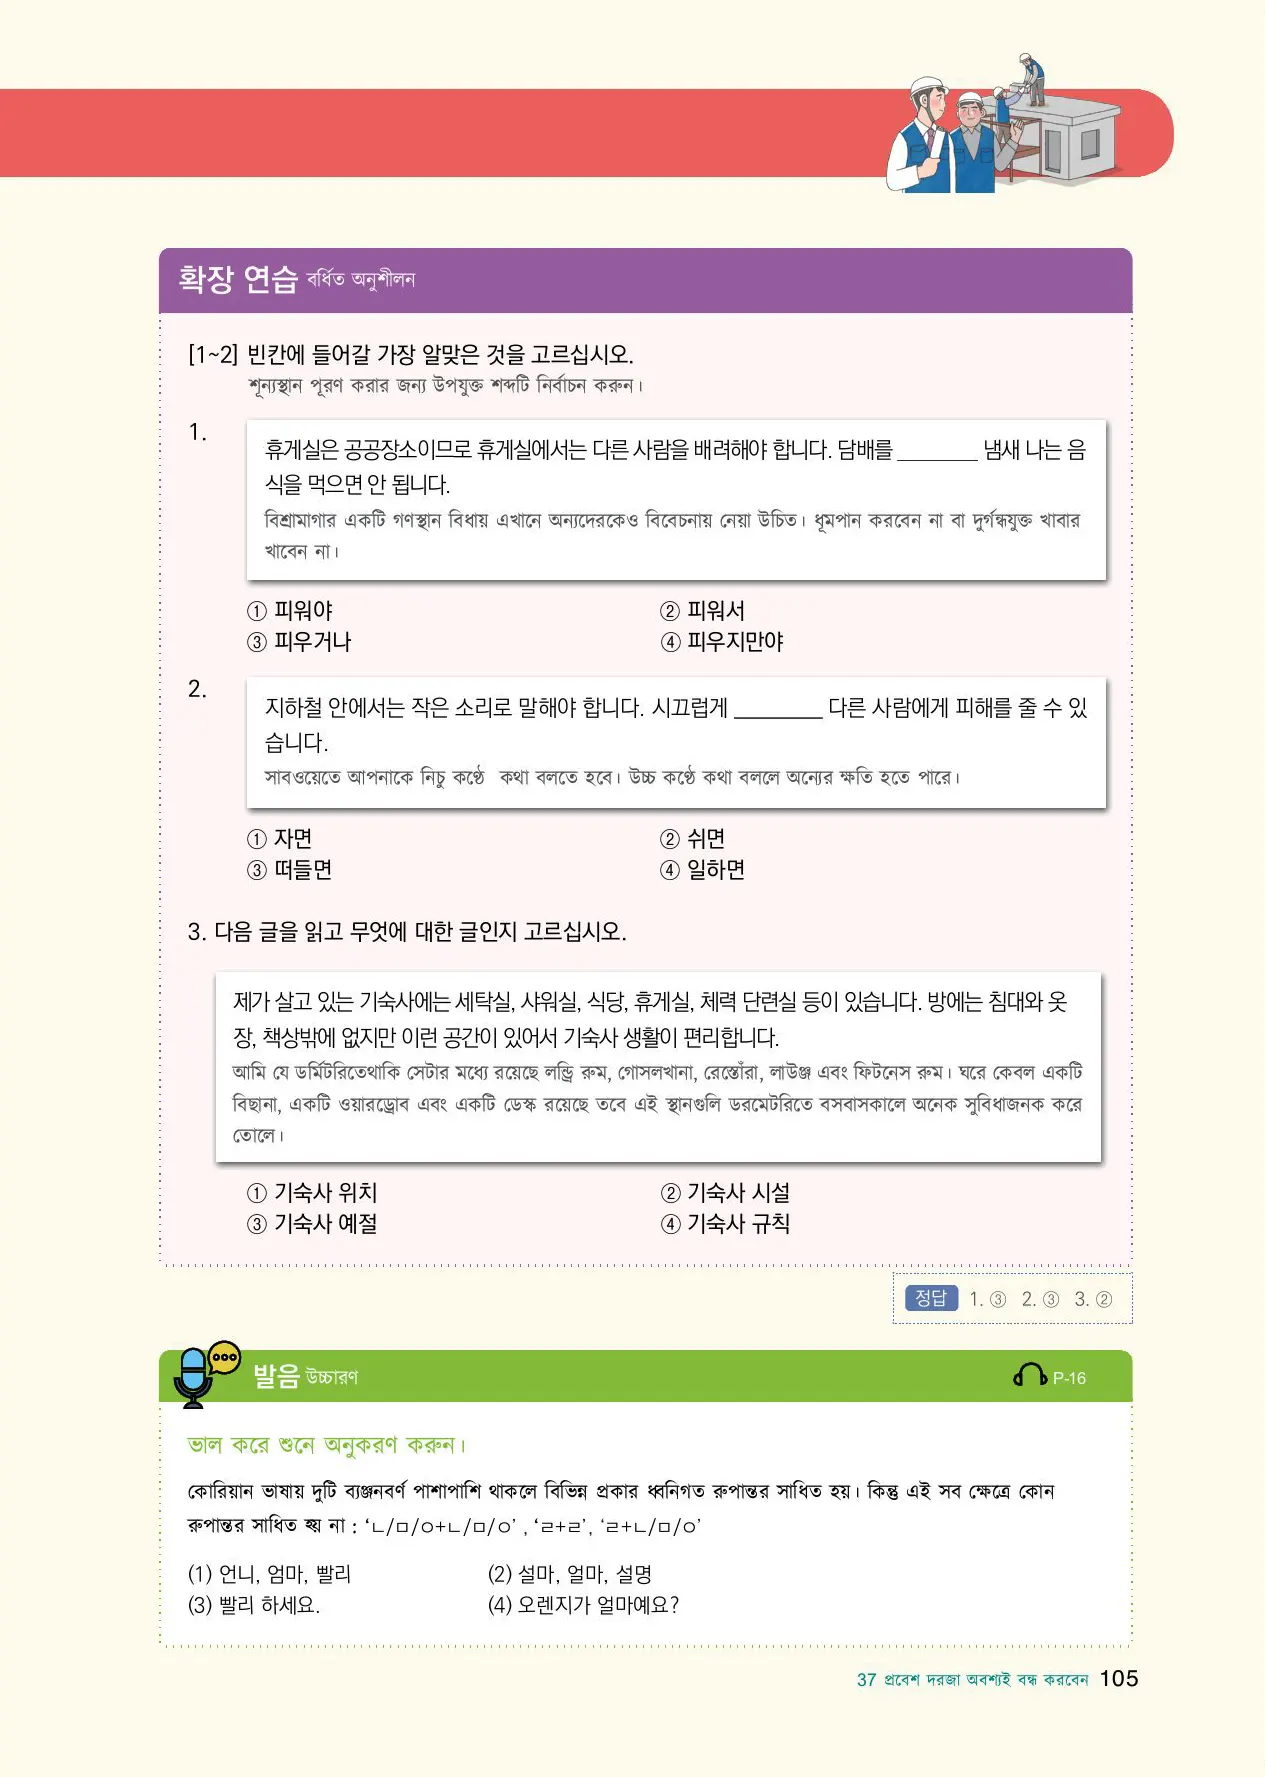 확장 연습 বর্ধিত অনুশীলন
[1~2] 빈칸에 들어갈 가장 알맞은 것을 고르십시오.
শূন্যস্থান পূরণ করার জন্য উপযুক্ত শব্দটি নির্বাচন করুন।
1.
휴게실은 공공장소이므로 휴게실에서는 다른 사람을 배려해야 합니다. 담배를 ________ 냄새 나는 음
식을 먹으면 안 됩니다.
বিশ্রামাগার একটি গণস্থান বিধায় এখানে অন্যদেরকেও বিবেচনায় নেয়া উচিত। ধূমপান করবেন না বা দুর্গন্ধযুক্ত খাবার
খাবেন না।
① 피워야 ② 피워서
③ 피우거나 ④ 피우지만야
2.
지하철 안에서는 작은 소리로 말해야 합니다. 시끄럽게 ________ 다른 사람에게 피해를 줄 수 있
습니다.
সাবওয়েতে আপনাকে নিচু কণ্ঠে কথা বলতে হবে। উচ্চ কণ্ঠে কথা বললে অন্যের ক্ষতি হতে পারে।
① 자면 ② 쉬면
③ 떠들면 ④ 일하면
3. 다음 글을 읽고 무엇에 대한 글인지 고르십시오.
제가 살고 있는 기숙사에는 세탁실, 샤워실, 식당, 휴게실, 체력 단련실 등이 있습니다. 방에는 침대와 옷
장, 책상밖에 없지만 이런 공간이 있어서 기숙사 생활이 편리합니다.
আমি যে ডর্মিটরিতেথাকি সেটার মধ্যে রয়েছে লন্ড্রি রুম, গোসলখানা, রেস্তোঁরা, লাউঞ্জ এবং ফিটনেস রুম। ঘরে কেবল একটি
বিছানা, একটি ওয়ারড্রোব এবং একটি ডেস্ক রয়েছে তবে এই স্থানগুলি ডরমেটরিতে বসবাসকালে অনেক সুবিধাজনক করে
তোলে।
① 기숙사 위치 ② 기숙사 시설
③ 기숙사 예절 ④ 기숙사 규칙
정답 1. ③ 2. ③ 3. ②
발음 উচ্চারণ P-16
ভাল করে শুনে অনুকরণ করুন।
কোরিয়ান ভাষায় দুটি ব্যঞ্জনবর্ণ পাশাপাশি থাকলে বিভিন্ন প্রকার ধ্বনিগত রুপান্তর সাধিত হয়। কিন্তু এই সব ক্ষেত্রে কোন
রুপান্তর সাধিত হয় না : ‘ㄴ/ㅁ/ㅇ+ㄴ/ㅁ/ㅇ’ , ‘ㄹ+ㄹ’, ‘ㄹ+ㄴ/ㅁ/ㅇ’
(1) 언니, 엄마, 빨리 (2) 설마, 얼마, 설명
(3) 빨리 하세요. (4) 오렌지가 얼마예요?
37 প্রবেশ দরজা অবশ্যই বন্ধ করবেন 105